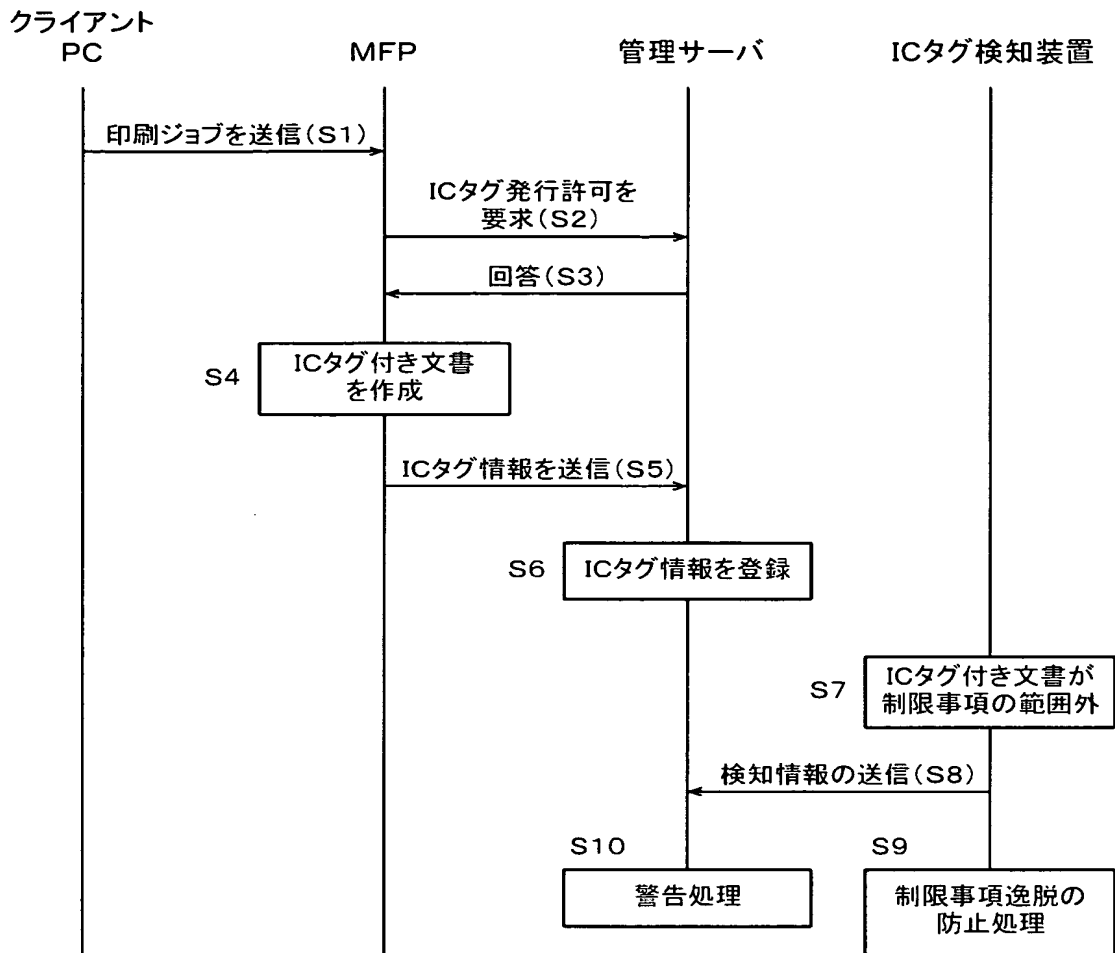 クライアント
PC
MFP
管理サーバ
ICタグ検知装置
印刷ジョブを送信(S1)
ICタグ発行許可を
要求(S2)
回答(S3)
S4
ICタグ付き文書
を作成
ICタグ情報を送信(S5)
S6
ICタグ情報を登録
S7
ICタグ付き文書が
制限事項の範囲外
検知情報の送信(S8)
S10
警告処理
S9
制限事項逸脱の
防止処理